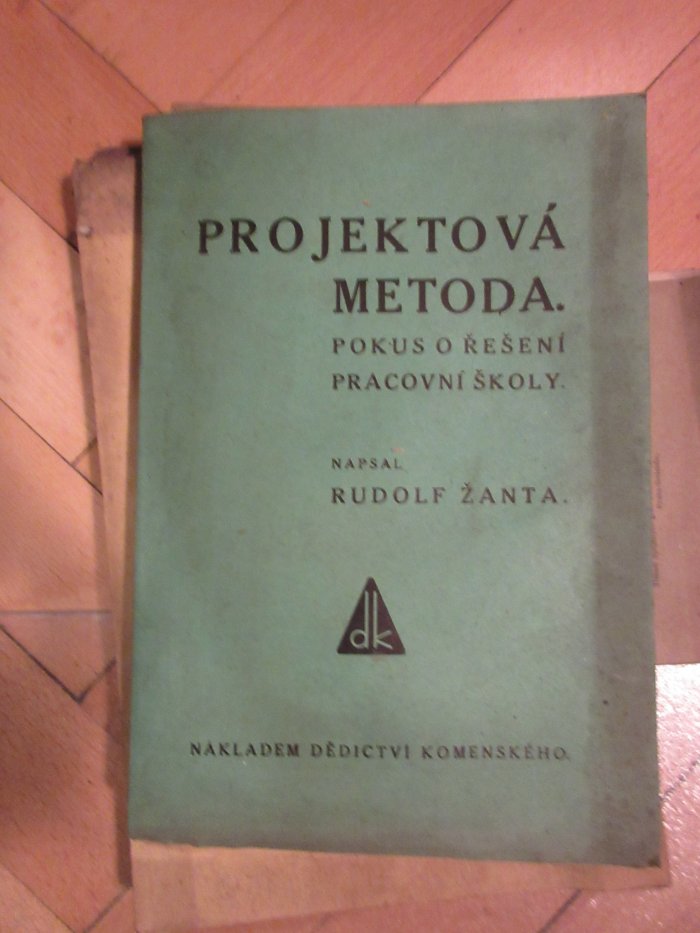 PROJEKTOVÁ
METODA.
POKUS O ŘEŠENÍ
PRACOVNÍ ŠKOLY.
NAPSAL
RUDOLF ŽANTA.
dk
NÁKLADEM DĚDICTVÍ KOMENSKÉHO.